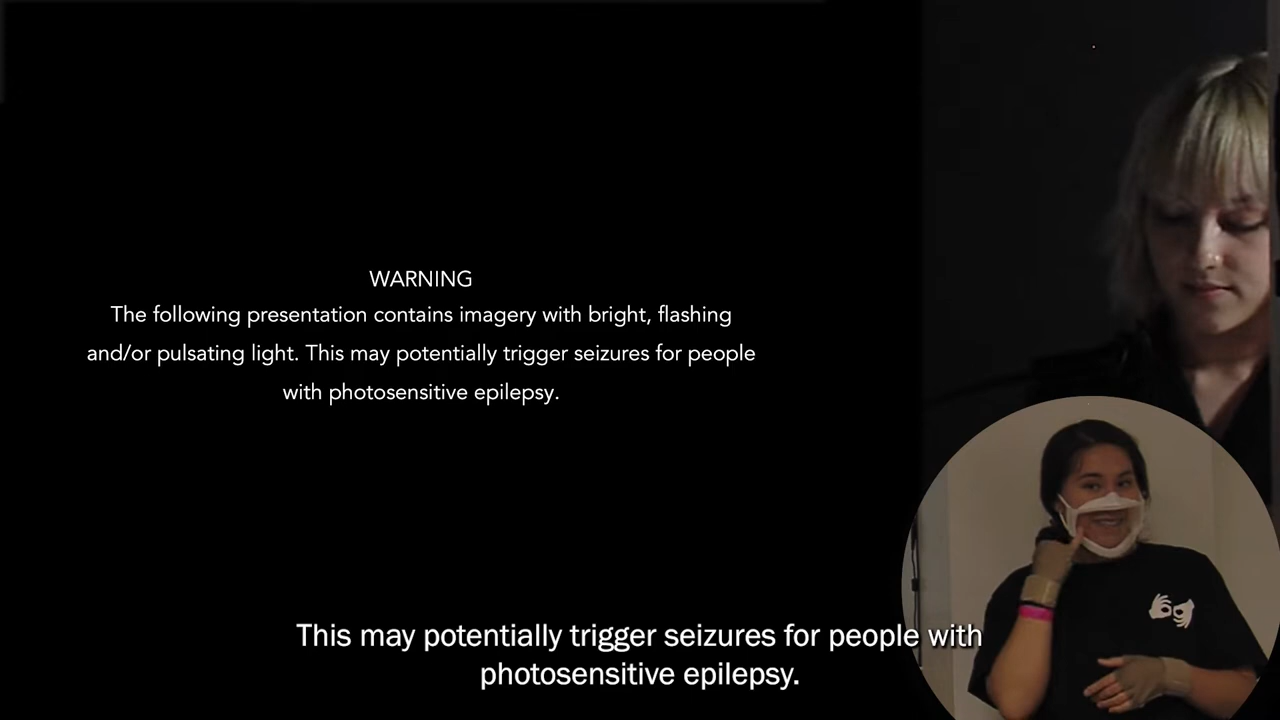 WARNING
The following presentation contains imagery with bright, flashing
and/or pulsating light. This may potentially trigger seizures for people
with photosensitive epilepsy.
This may potentially trigger seizures for people with
photosensitive epilepsy.